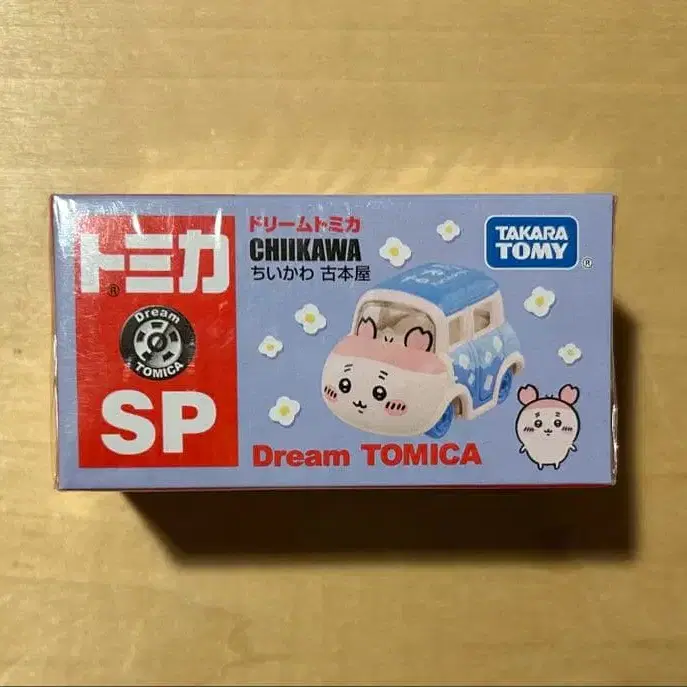 トミカ
®
Dream
TOMICA
SP
ドリームトミカ
CHIIKAWA
ちいかわ 古本屋
TAKARA
TOMY
®
Dream TOMICA